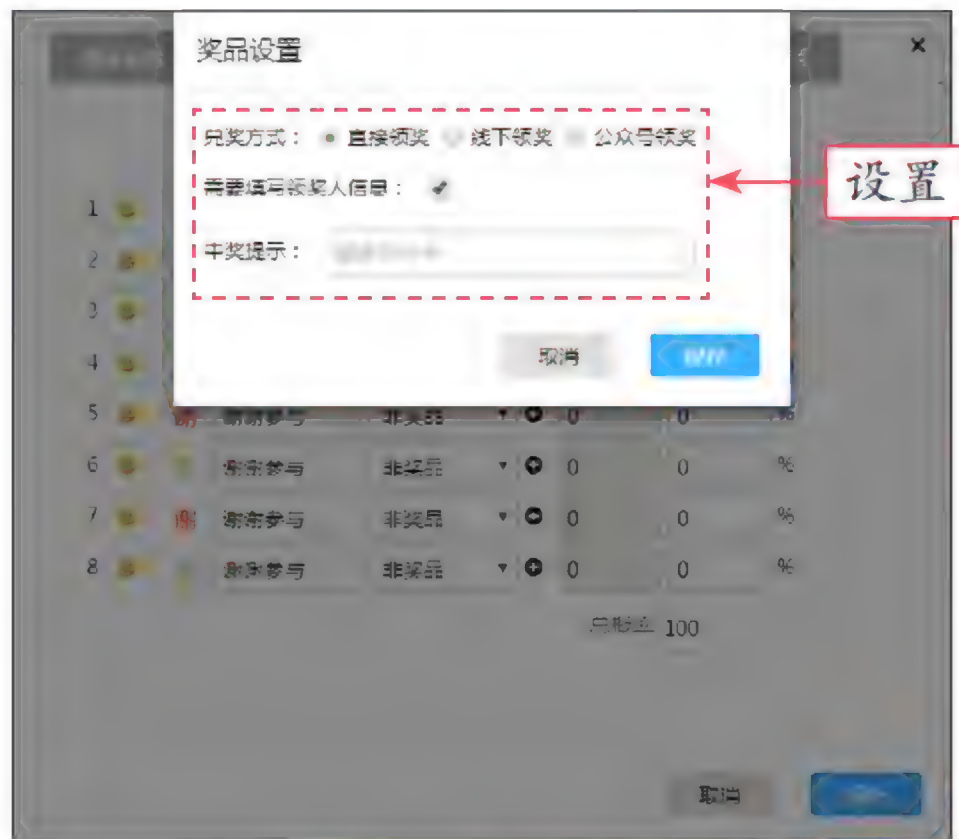 奖品设置
兑奖方式： 直接领奖 线下领奖 公众号领奖
需要填写领奖人信息：
中奖提示：
设置
取消
1
2
3
4
5 谢谢参与 非奖品 0 0 %
6 谢谢参与 非奖品 0 0 %
7 谢 谢谢参与 非奖品 0 0 %
8 谢谢参与 非奖品 0 0 %
总概率 100
取消